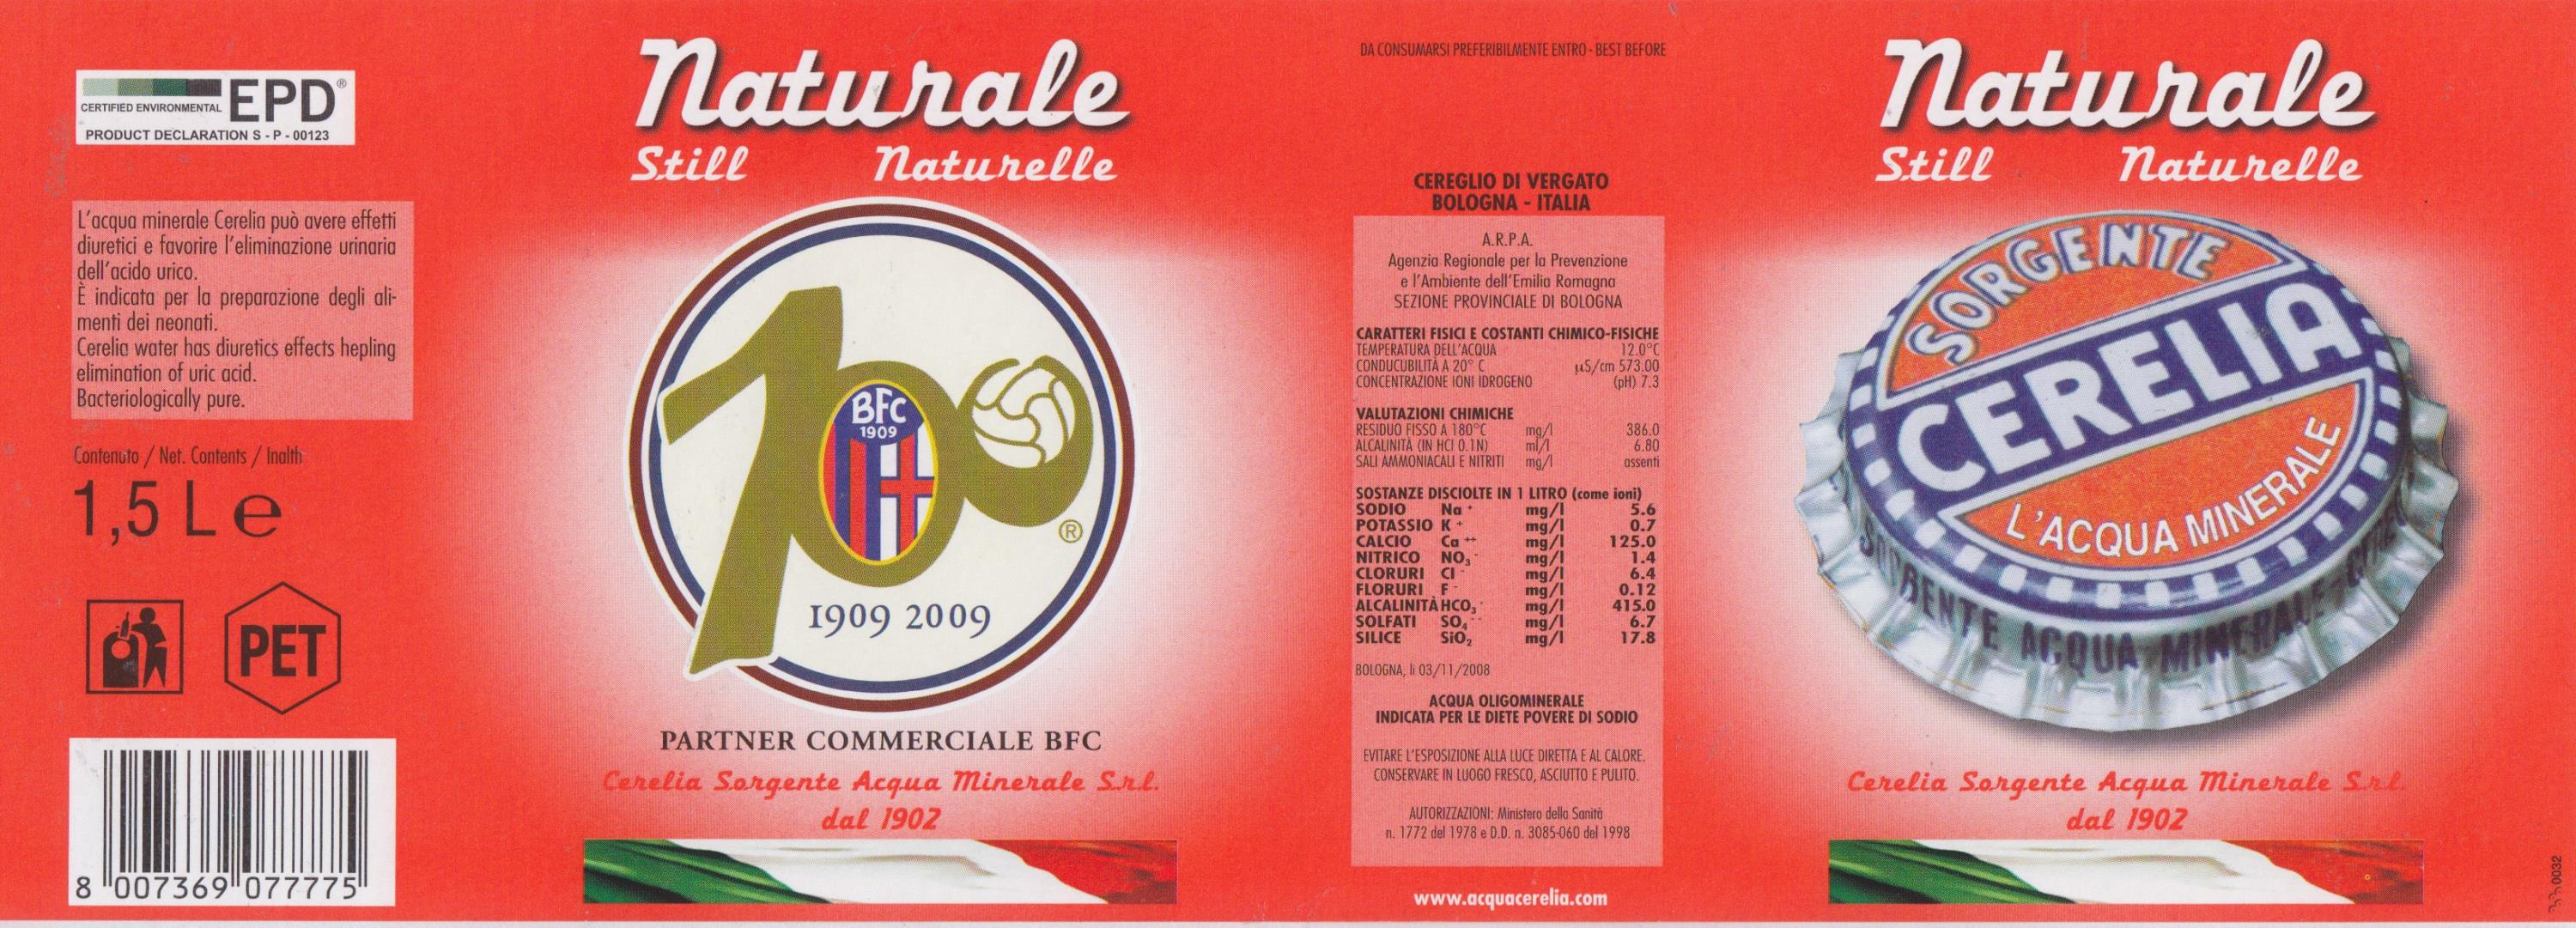 CERTIFIED ENVIRONMENTAL EPD®
PRODUCT DECLARATION S - P - 00123
L'acqua minerale Cerelia può avere effetti
diuretici e favorire l'eliminazione urinaria
dell'acido urico.
È indicata per la preparazione degli ali-
menti dei neonati.
Cerelia water has diuretics effects hepling
elimination of uric acid.
Bacteriologically pure.
Contenuto / Net. Contents / Inalth
1,5 L e
PET
8 007369 077775
Naturale
Still Naturelle
100
BFC
1909
®
1909 2009
PARTNER COMMERCIALE BFC
Cerelia Sorgente Acqua Minerale S.r.l.
dal 1902
DA CONSUMARSI PREFERIBILMENTE ENTRO - BEST BEFORE
CEREGLIO DI VERGATO
BOLOGNA - ITALIA
A.R.P.A.
Agenzia Regionale per la Prevenzione
e l'Ambiente dell'Emilia Romagna
SEZIONE PROVINCIALE DI BOLOGNA
CARATTERI FISICI E COSTANTI CHIMICO-FISICHE
TEMPERATURA DELL'ACQUA 12.0°C
CONDUCUBILITÀ A 20° C µS/cm 573.00
CONCENTRAZIONE IONI IDROGENO (pH) 7.3
VALUTAZIONI CHIMICHE
RESIDUO FISSO A 180°C mg/l 386.0
ALCALINITÀ (IN HCl 0.1N) ml/l 6.80
SALI AMMONIACALI E NITRITI mg/l assenti
SOSTANZE DISCIOLTE IN 1 LITRO (come ioni)
SODIO Na + mg/l 5.6
POTASSIO K + mg/l 0.7
CALCIO Ca ++ mg/l 125.0
NITRICO NO3 - mg/l 1.4
CLORURI Cl - mg/l 6.4
FLORURI F - mg/l 0.12
ALCALINITÀ HCO3 - mg/l 415.0
SOLFATI SO4 -- mg/l 6.7
SILICE SiO2 mg/l 17.8
BOLOGNA, lì 03/11/2008
ACQUA OLIGOMINERALE
INDICATA PER LE DIETE POVERE DI SODIO
EVITARE L'ESPOSIZIONE ALLA LUCE DIRETTA E AL CALORE.
CONSERVARE IN LUOGO FRESCO, ASCIUTTO E PULITO.
AUTORIZZAZIONI: Ministero della Sanità
n. 1772 del 1978 e D.D. n. 3085-060 del 1998
www.acquacerelia.com
Naturale
Still Naturelle
SORGENTE
CERELIA
L'ACQUA MINERALE
SORGENTE ACQUA MINERALE
Cerelia Sorgente Acqua Minerale S.r.l.
dal 1902
0032